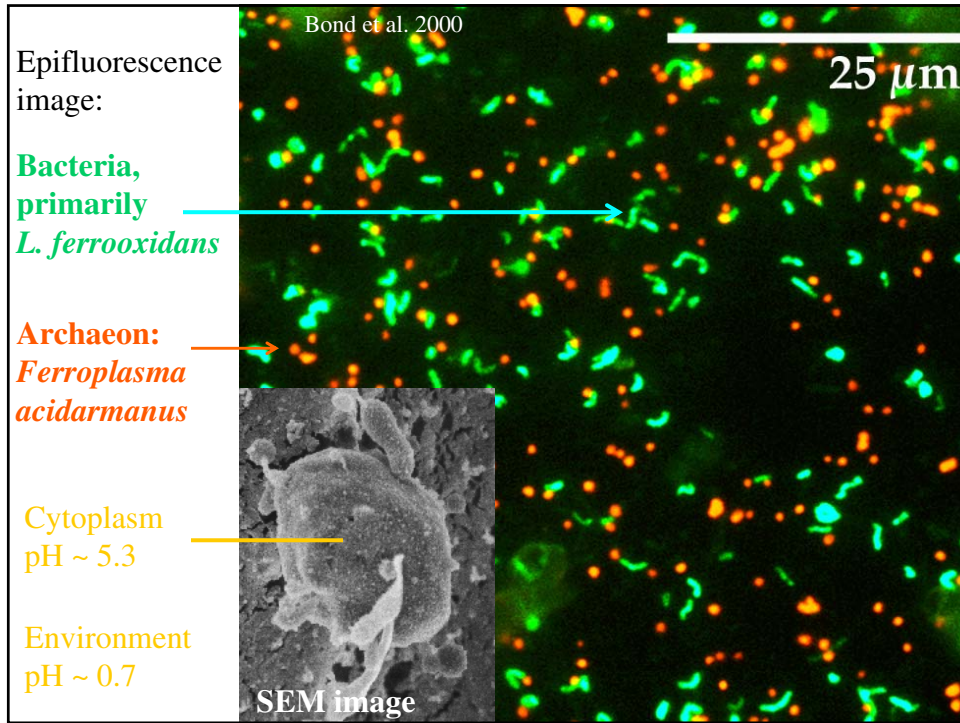 Bond et al. 2000
25 μm
Epifluorescence
image:
Bacteria,
primarily
L. ferrooxidans
Archaeon:
Ferroplasma
acidarmanus
Cytoplasm
pH ~ 5.3
Environment
pH ~ 0.7
SEM image